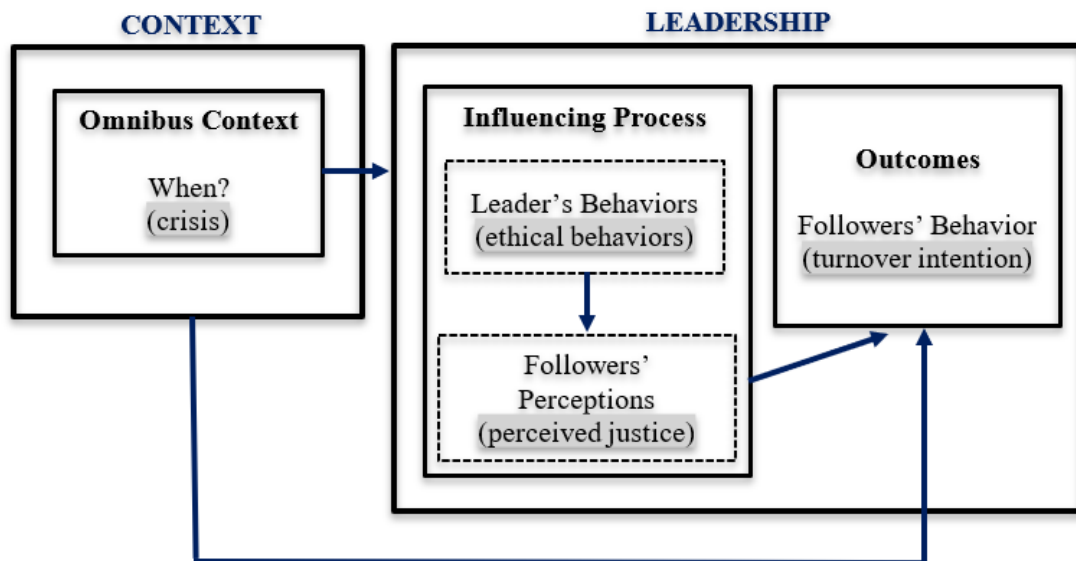 CONTEXT
Omnibus Context
When?
(crisis)
LEADERSHIP
Influencing Process
Leader’s Behaviors
(ethical behaviors)
Followers’
Perceptions
(perceived justice)
Outcomes
Followers’ Behavior
(turnover intention)